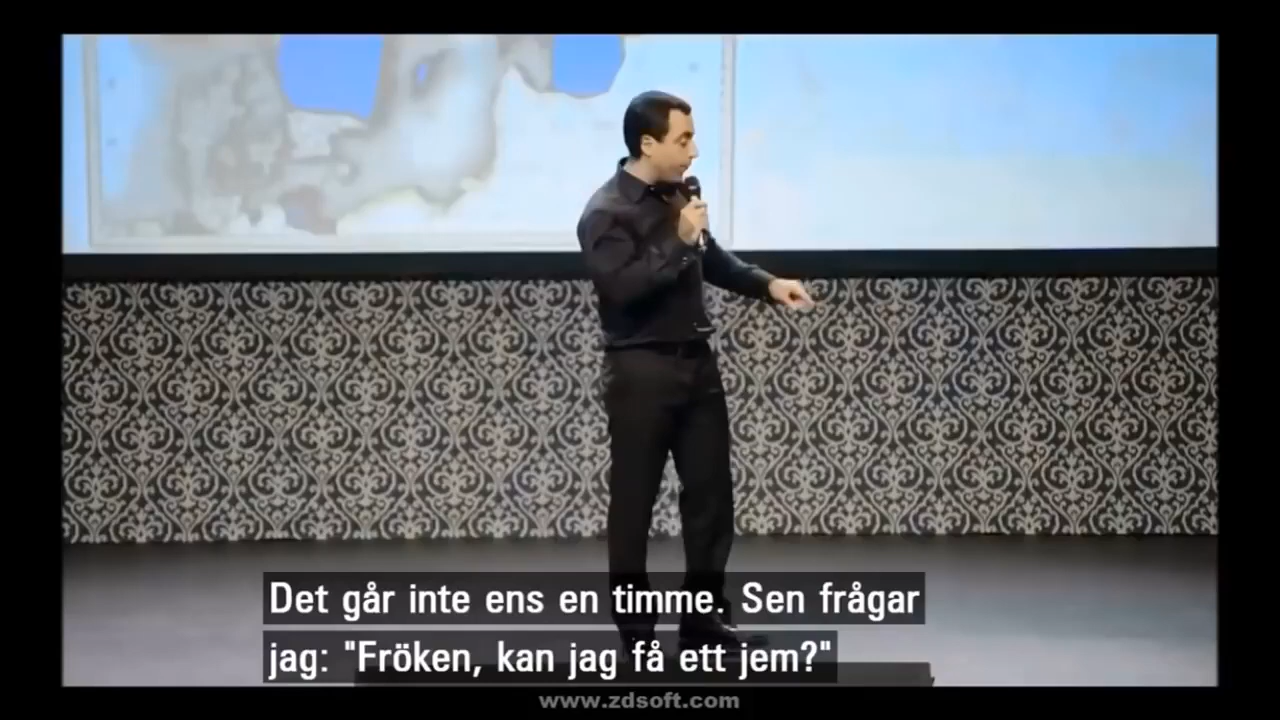 Det går inte ens en timme. Sen frågar
jag: "Fröken, kan jag få ett jem?"
www.zdsoft.com